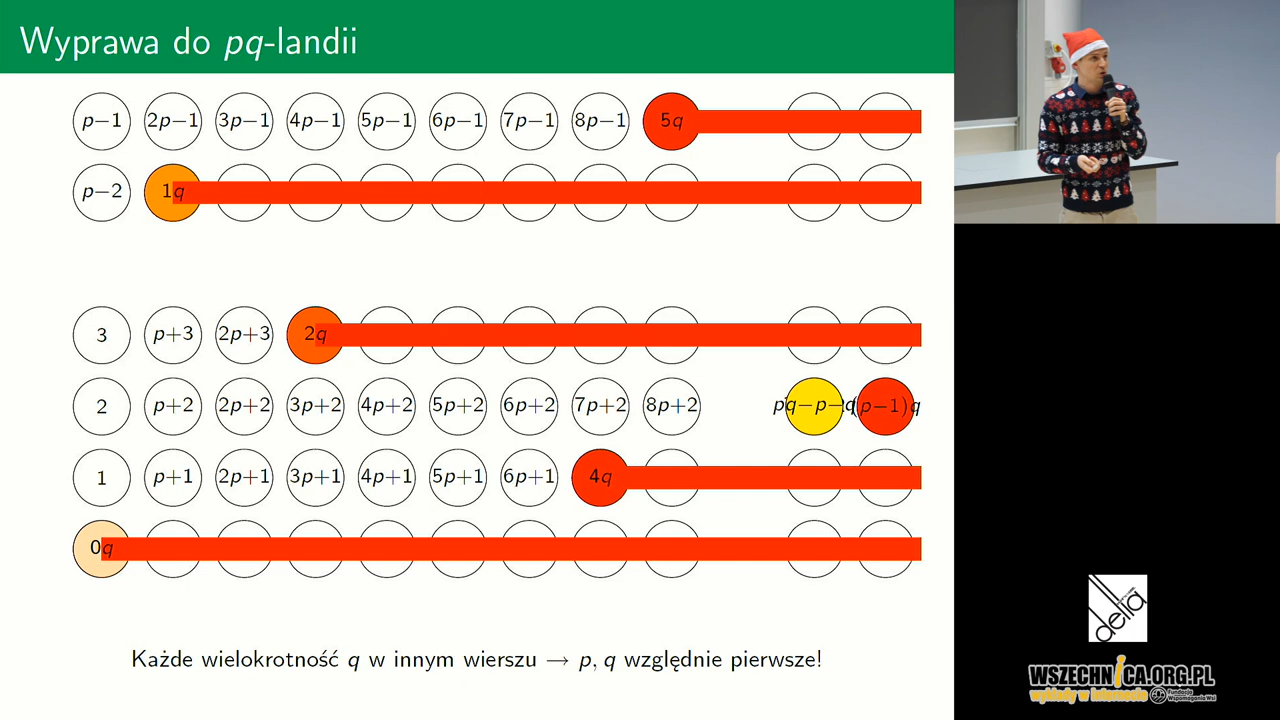 Wyprawa do pq-landii
p−1 2p−1 3p−1 4p−1 5p−1 6p−1 7p−1 8p−1 5q
p−2 1q
3 p+3 2p+3 2q
2 p+2 2p+2 3p+2 4p+2 5p+2 6p+2 7p+2 8p+2 pq−p−q (p−1)q
1 p+1 2p+1 3p+1 4p+1 5p+1 6p+1 4q
0q
Każde wielokrotność q w innym wierszu → p, q względnie pierwsze!
delta
WSZECHNICA.ORG.PL
wykłady w internecie Fundacja
Wspomagania Wsi